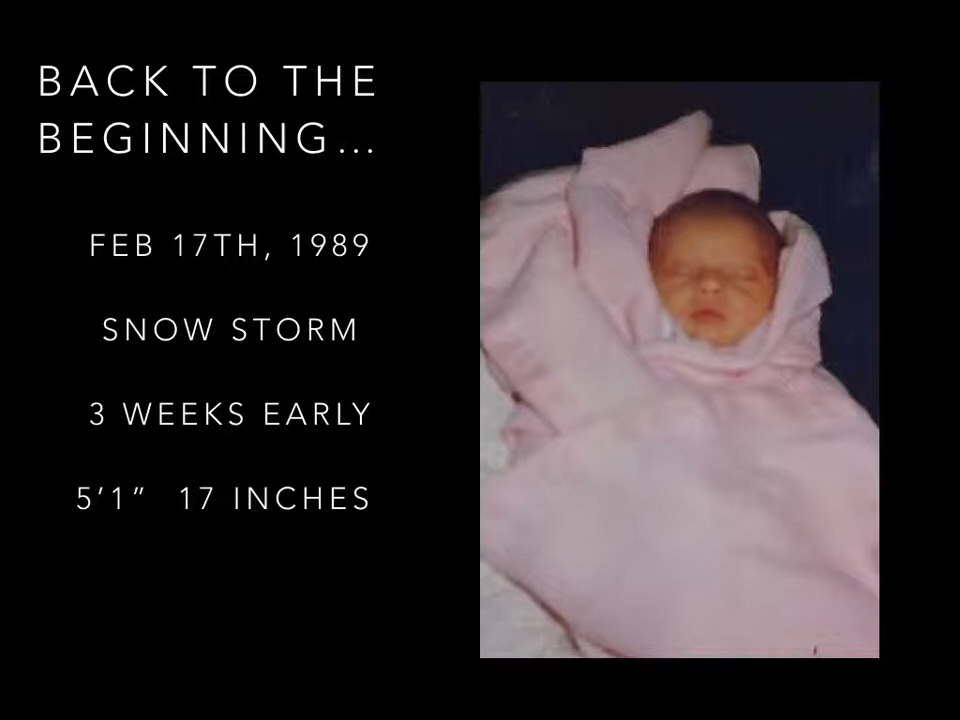 BACK TO THE
BEGINNING...
FEB 17TH, 1989
SNOW STORM
3 WEEKS EARLY
5’1” 17 INCHES